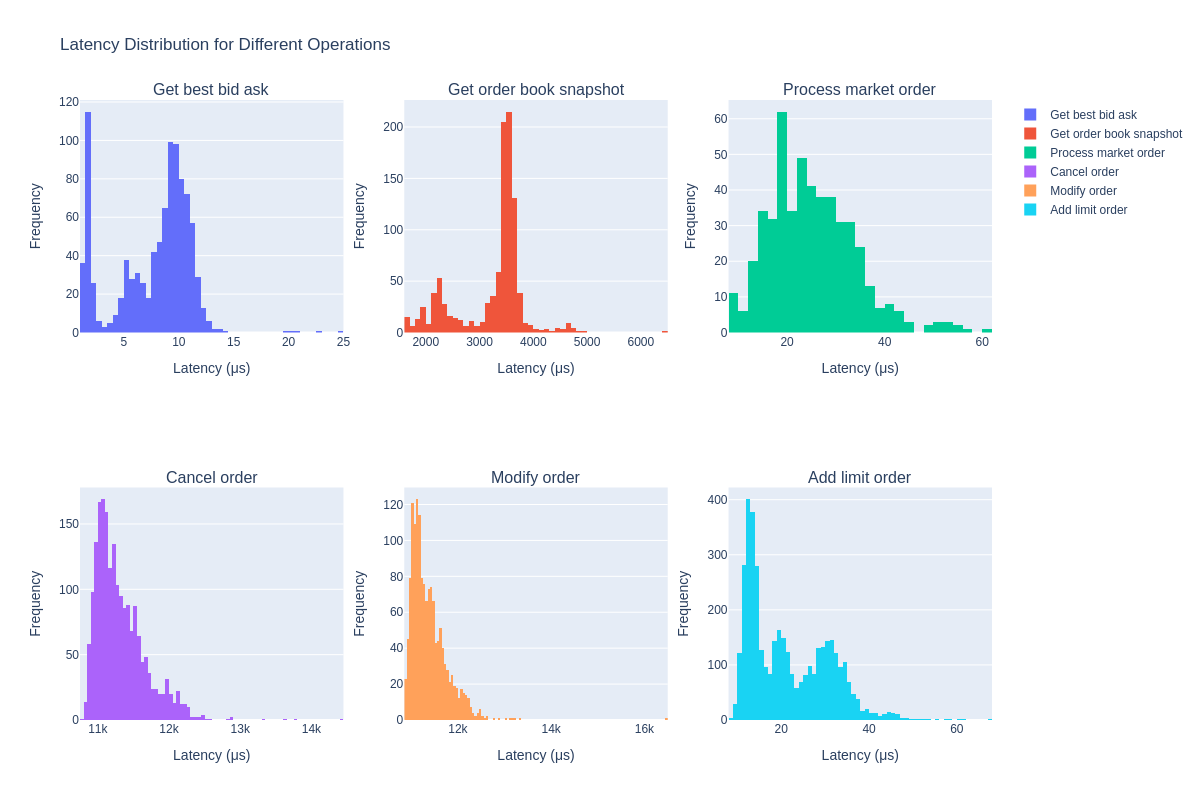 Latency Distribution for Different Operations
Get best bid ask
Get order book snapshot
Process market order
120
100
80
60
40
20
0
Frequency
5
10
15
20
25
Latency (μs)
200
150
100
50
0
Frequency
2000
3000
4000
5000
6000
Latency (μs)
60
50
40
30
20
10
0
Frequency
20
40
60
Latency (μs)
Get best bid ask
Get order book snapshot
Process market order
Cancel order
Modify order
Add limit order
Cancel order
Modify order
Add limit order
150
100
50
0
Frequency
11k
12k
13k
14k
Latency (μs)
120
100
80
60
40
20
0
Frequency
12k
14k
16k
Latency (μs)
400
300
200
100
0
Frequency
20
40
60
Latency (μs)